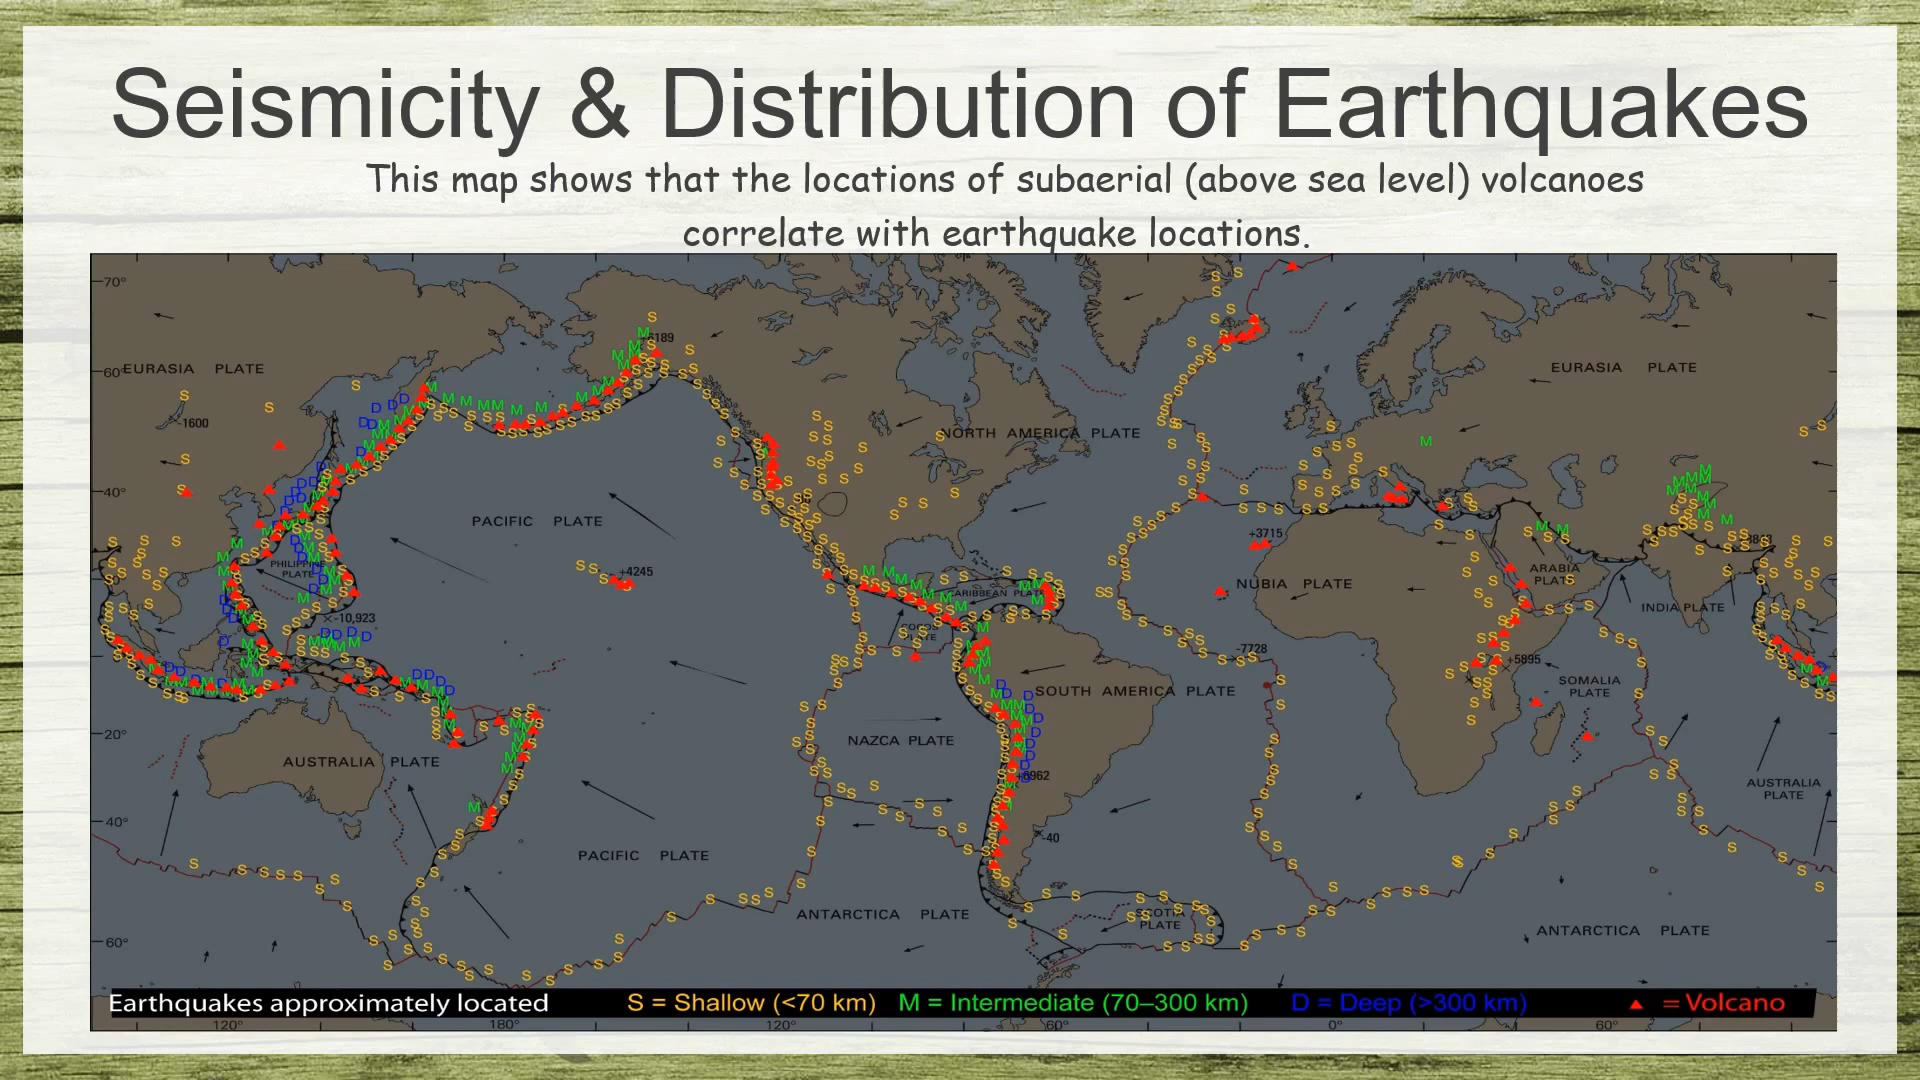 Seismicity & Distribution of Earthquakes
This map shows that the locations of subaerial (above sea level) volcanoes
correlate with earthquake locations.
70°
6189
60°
EURASIA PLATE
EURASIA PLATE
-1600
NORTH AMERICA PLATE
40°
PACIFIC PLATE
+3715
PHILIPPINE
PLATE
+4245
ARABIA
PLATE
NUBIA PLATE
CARIBBEAN PLATE
INDIA PLATE
-10,923
COCOS
PLATE
-7728
+5895
SOMALIA
PLATE
SOUTH AMERICA PLATE
20°
NAZCA PLATE
AUSTRALIA PLATE
+6962
AUSTRALIA
PLATE
40°
-40
PACIFIC PLATE
ANTARCTICA PLATE
SCOTIA
PLATE
ANTARCTICA PLATE
60°
Earthquakes approximately located S = Shallow (<70 km) M = Intermediate (70–300 km) D = Deep (>300 km) ▲ = Volcano
120° 180° 120° 60° 0° 60°